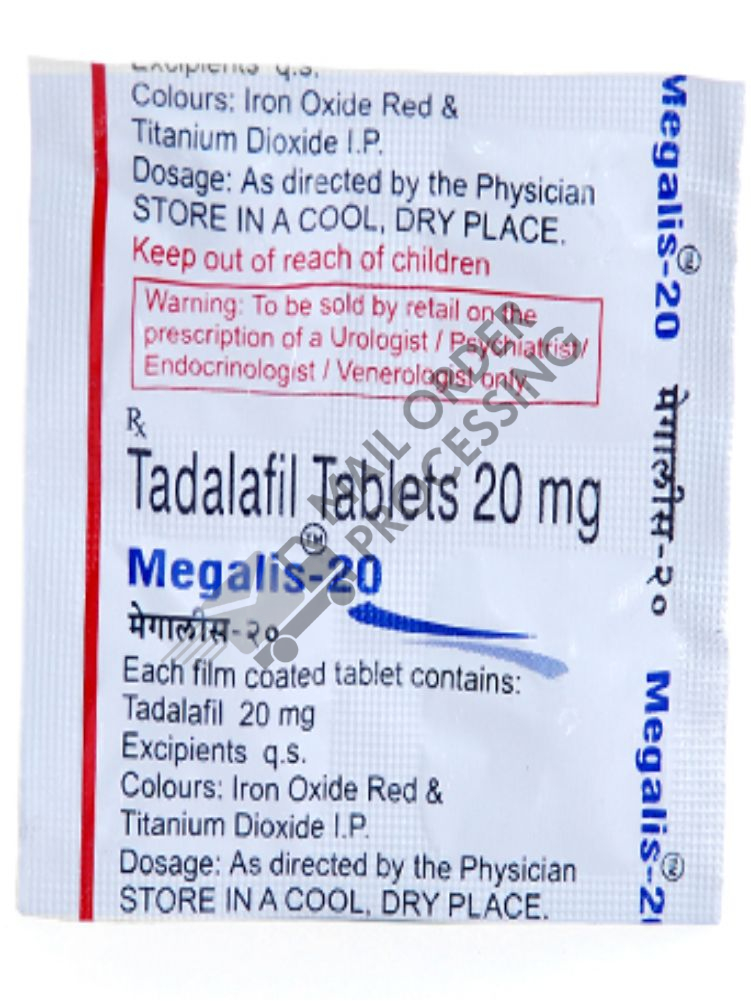 Excipients q.s.
Colours: Iron Oxide Red &
Titanium Dioxide I.P.
Dosage: As directed by the Physician
STORE IN A COOL, DRY PLACE.
Keep out of reach of children
Warning: To be sold by retail on the
prescription of a Urologist / Psychiatrist/
Endocrinologist / Venerologist only.
Rx
Tadalafil Tablets 20 mg
Megalis™-20
मेगालीस-२०
Each film coated tablet contains:
Tadalafil 20 mg
Excipients q.s.
Colours: Iron Oxide Red &
Titanium Dioxide I.P.
Dosage: As directed by the Physician
STORE IN A COOL, DRY PLACE.
Megalis™-20
मेगालीस-२०
Megalis™-20
MAIL ORDER
PROCESSING